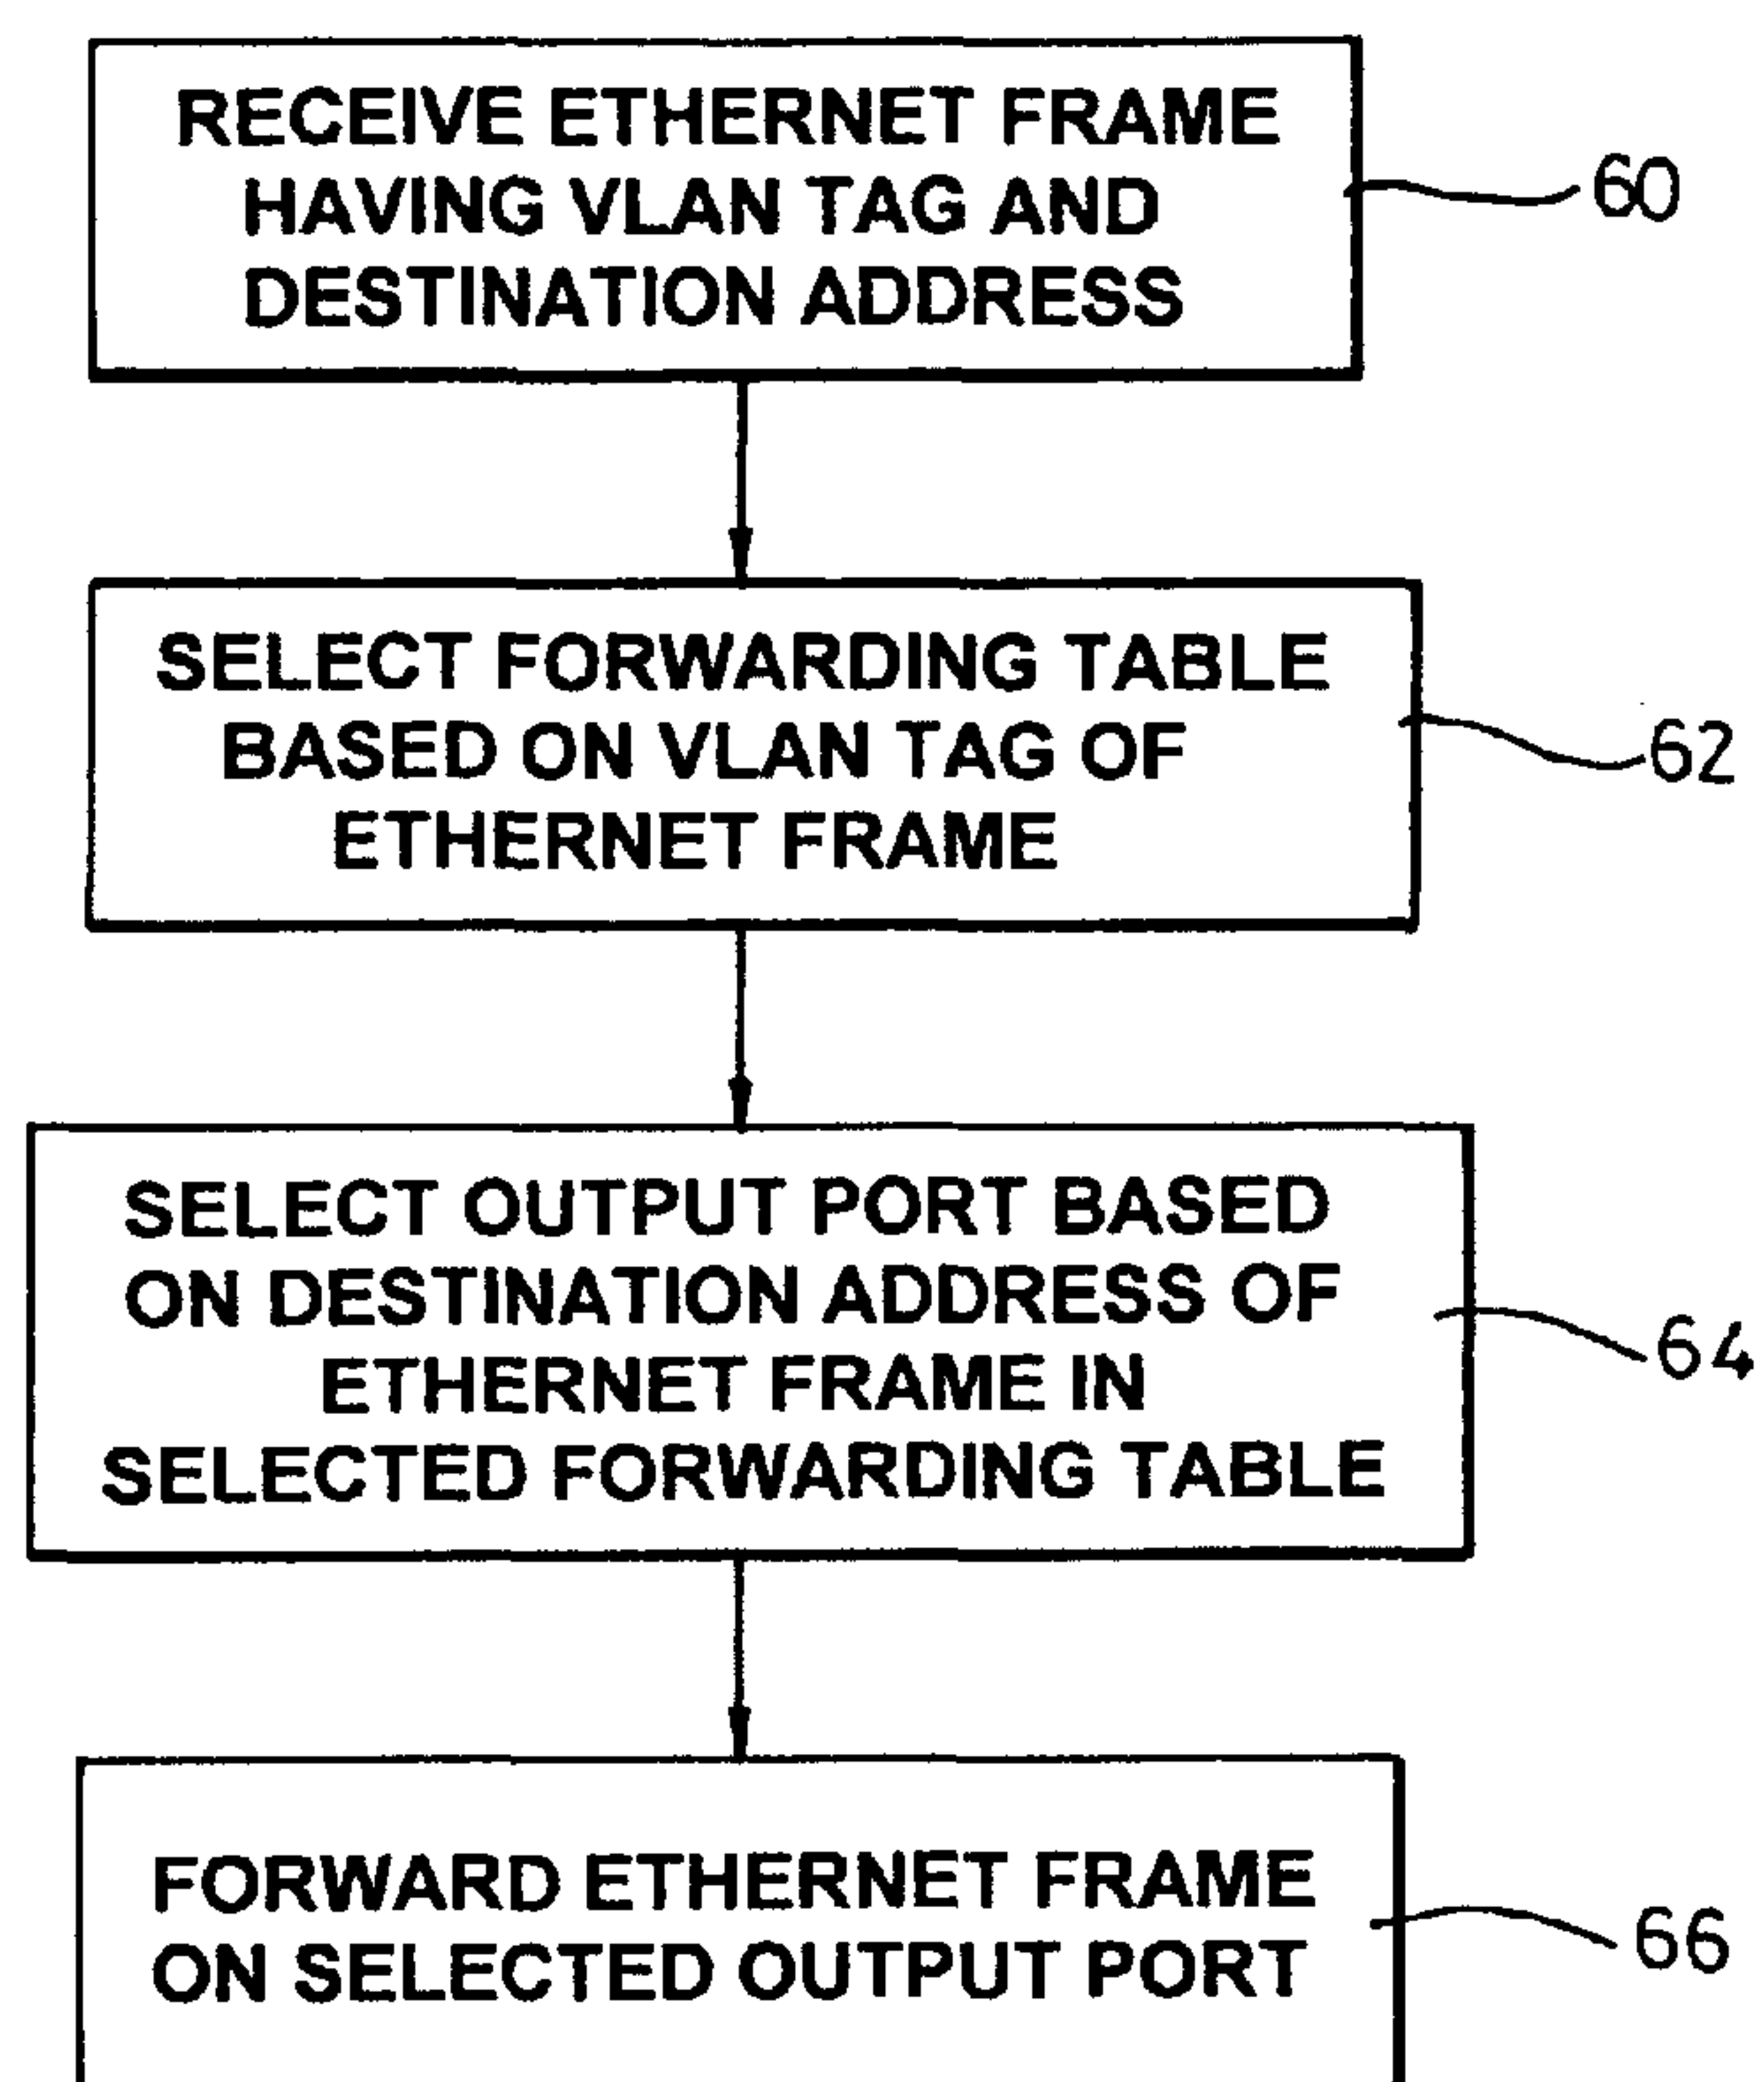 RECEIVE ETHERNET FRAME
HAVING VLAN TAG AND
DESTINATION ADDRESS
60
SELECT FORWARDING TABLE
BASED ON VLAN TAG OF
ETHERNET FRAME
62
SELECT OUTPUT PORT BASED
ON DESTINATION ADDRESS OF
ETHERNET FRAME IN
SELECTED FORWARDING TABLE
64
FORWARD ETHERNET FRAME
ON SELECTED OUTPUT PORT
66